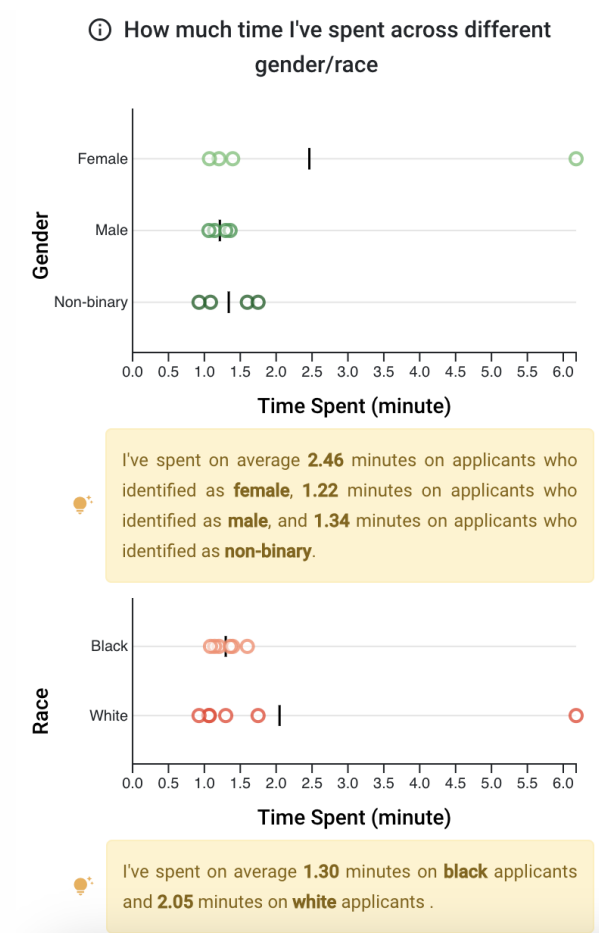 How much time I've spent across different
gender/race
Gender
Female
Male
Non-binary
0.0 0.5 1.0 1.5 2.0 2.5 3.0 3.5 4.0 4.5 5.0 5.5 6.0
Time Spent (minute)
I've spent on average 2.46 minutes on applicants who
identified as female, 1.22 minutes on applicants who
identified as male, and 1.34 minutes on applicants who
identified as non-binary.
Race
Black
White
0.0 0.5 1.0 1.5 2.0 2.5 3.0 3.5 4.0 4.5 5.0 5.5 6.0
Time Spent (minute)
I've spent on average 1.30 minutes on black applicants
and 2.05 minutes on white applicants .